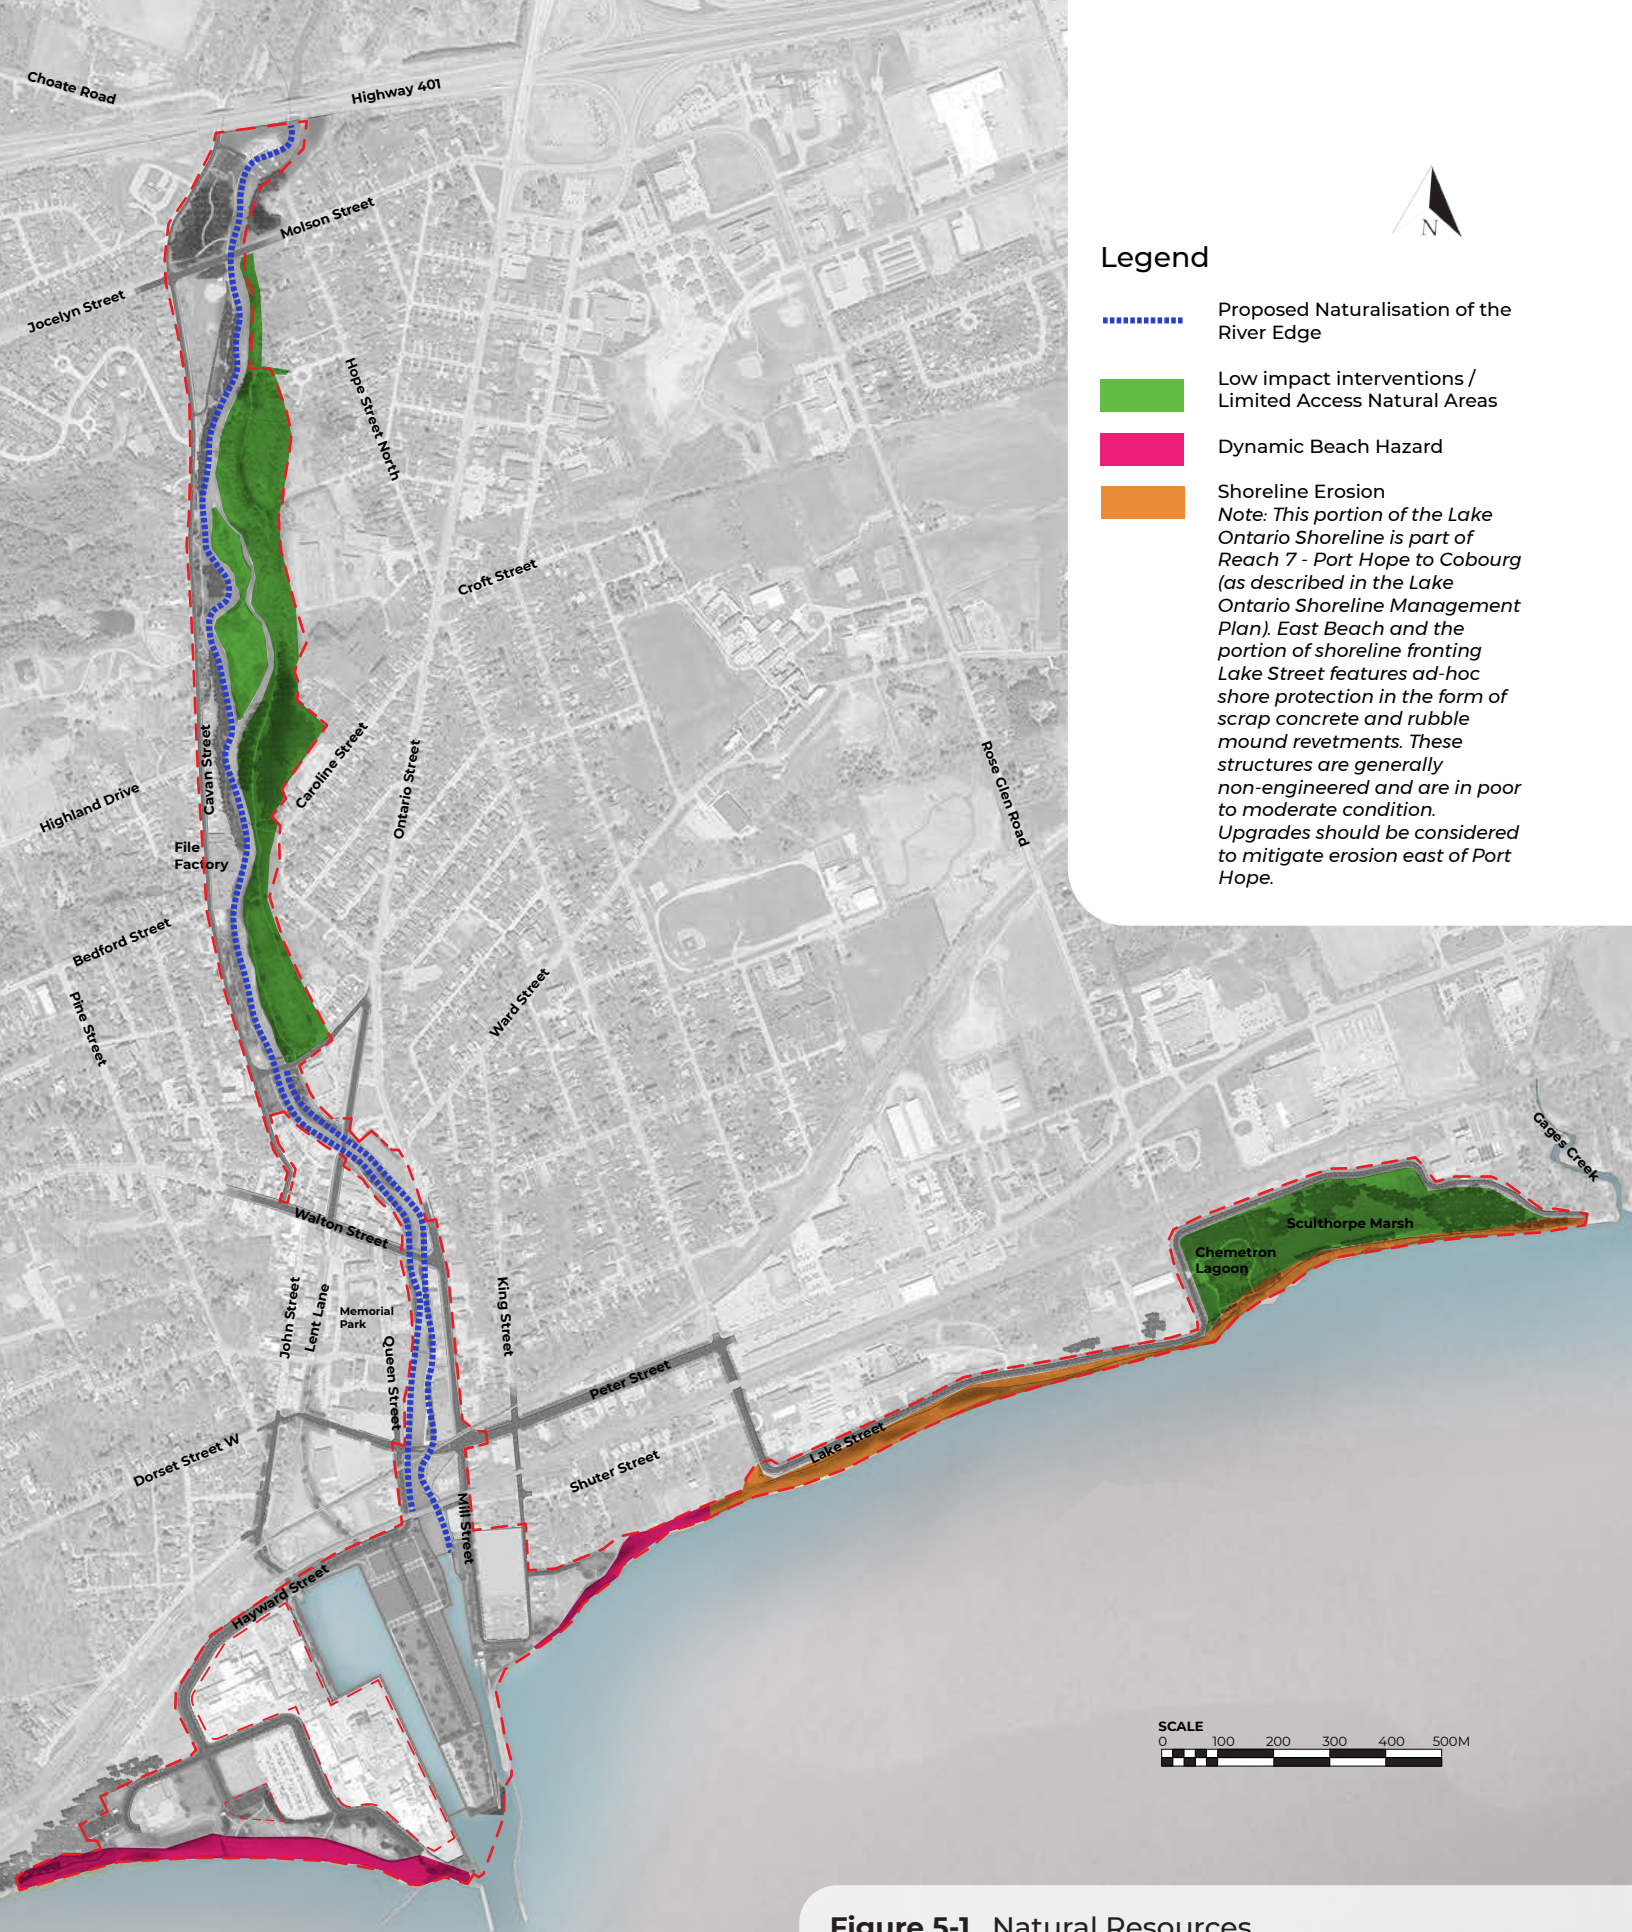 Choate Road
Highway 401
Molson Street
Jocelyn Street
Hope Street North
Croft Street
Cavan Street
Caroline Street
Ontario Street
Highland Drive
File
Factory
Bedford Street
Pine Street
Ward Street
Rose Glen Road
Walton Street
John Street
Lent Lane
Memorial
Park
Queen Street
King Street
Peter Street
Dorset Street W
Shuter Street
Lake Street
Mill Street
Hayward Street
Gages Creek
Sculthorpe Marsh
Chemetron
Lagoon
N
Legend
Proposed Naturalisation of the
River Edge
Low impact interventions /
Limited Access Natural Areas
Dynamic Beach Hazard
Shoreline Erosion
Note: This portion of the Lake
Ontario Shoreline is part of
Reach 7 - Port Hope to Cobourg
(as described in the Lake
Ontario Shoreline Management
Plan). East Beach and the
portion of shoreline fronting
Lake Street features ad-hoc
shore protection in the form of
scrap concrete and rubble
mound revetments. These
structures are generally
non-engineered and are in poor
to moderate condition.
Upgrades should be considered
to mitigate erosion east of Port
Hope.
SCALE
0 100 200 300 400 500M
Figure 5-1 Natural Resources